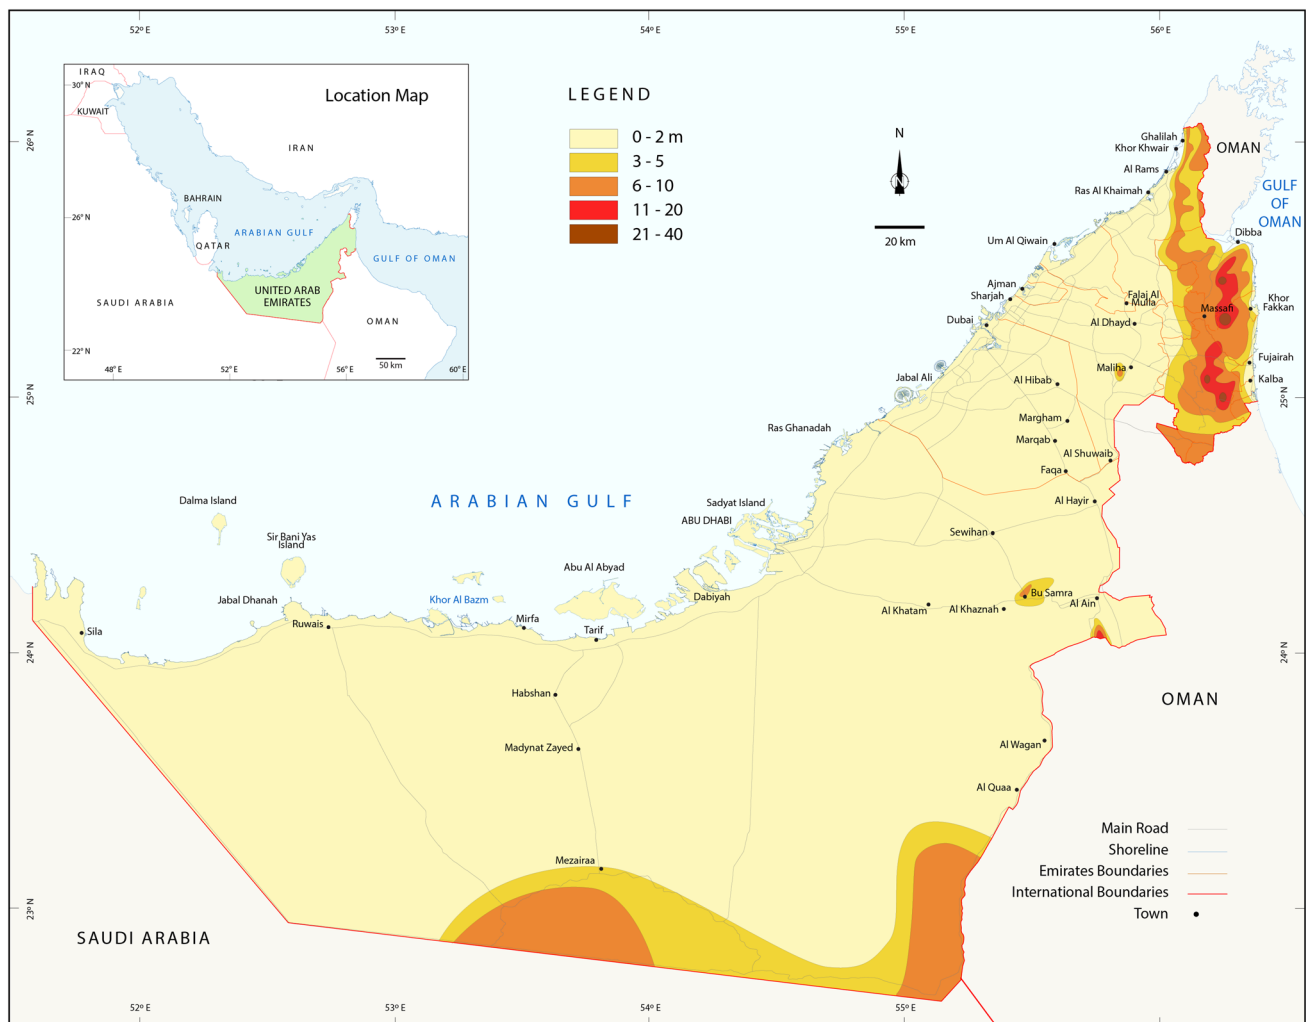 52° E
53° E
54° E
55° E
56° E
26° N
25° N
24° N
23° N
25° N
24° N
52° E
53° E
54° E
55° E
Location Map
IRAQ
30° N
KUWAIT
IRAN
BAHRAIN
26° N
QATAR
ARABIAN GULF
GULF OF OMAN
UNITED ARAB
EMIRATES
SAUDI ARABIA
OMAN
22° N
50 km
48° E
52° E
56° E
60° E
LEGEND
0 - 2 m
3 - 5
6 - 10
11 - 20
21 - 40
N
20 km
Ghalilah
Khor Khwair
OMAN
Al Rams
Ras Al Khaimah
GULF
OF
OMAN
Dibba
Um Al Qiwain
Ajman
Sharjah
Falaj Al
Mulla
Khor
Fakkan
Massafi
Dubai
Al Dhayd
Fujairah
Maliha
Jabal Ali
Al Hibab
Kalba
Margham
Ras Ghanadah
Marqab
Al Shuwaib
Faqa
ARABIAN GULF
Dalma Island
Sadyat Island
Al Hayir
ABU DHABI
Sewihan
Sir Bani Yas
Island
Abu Al Abyad
Bu Samra
Jabal Dhanah
Khor Al Bazm
Dabiyah
Al Ain
Al Khatam
Al Khaznah
Ruwais
Mirfa
Tarif
Sila
Habshan
OMAN
Madynat Zayed
Al Wagan
Al Quaa
Mezairaa
Main Road
Shoreline
Emirates Boundaries
International Boundaries
Town
SAUDI ARABIA